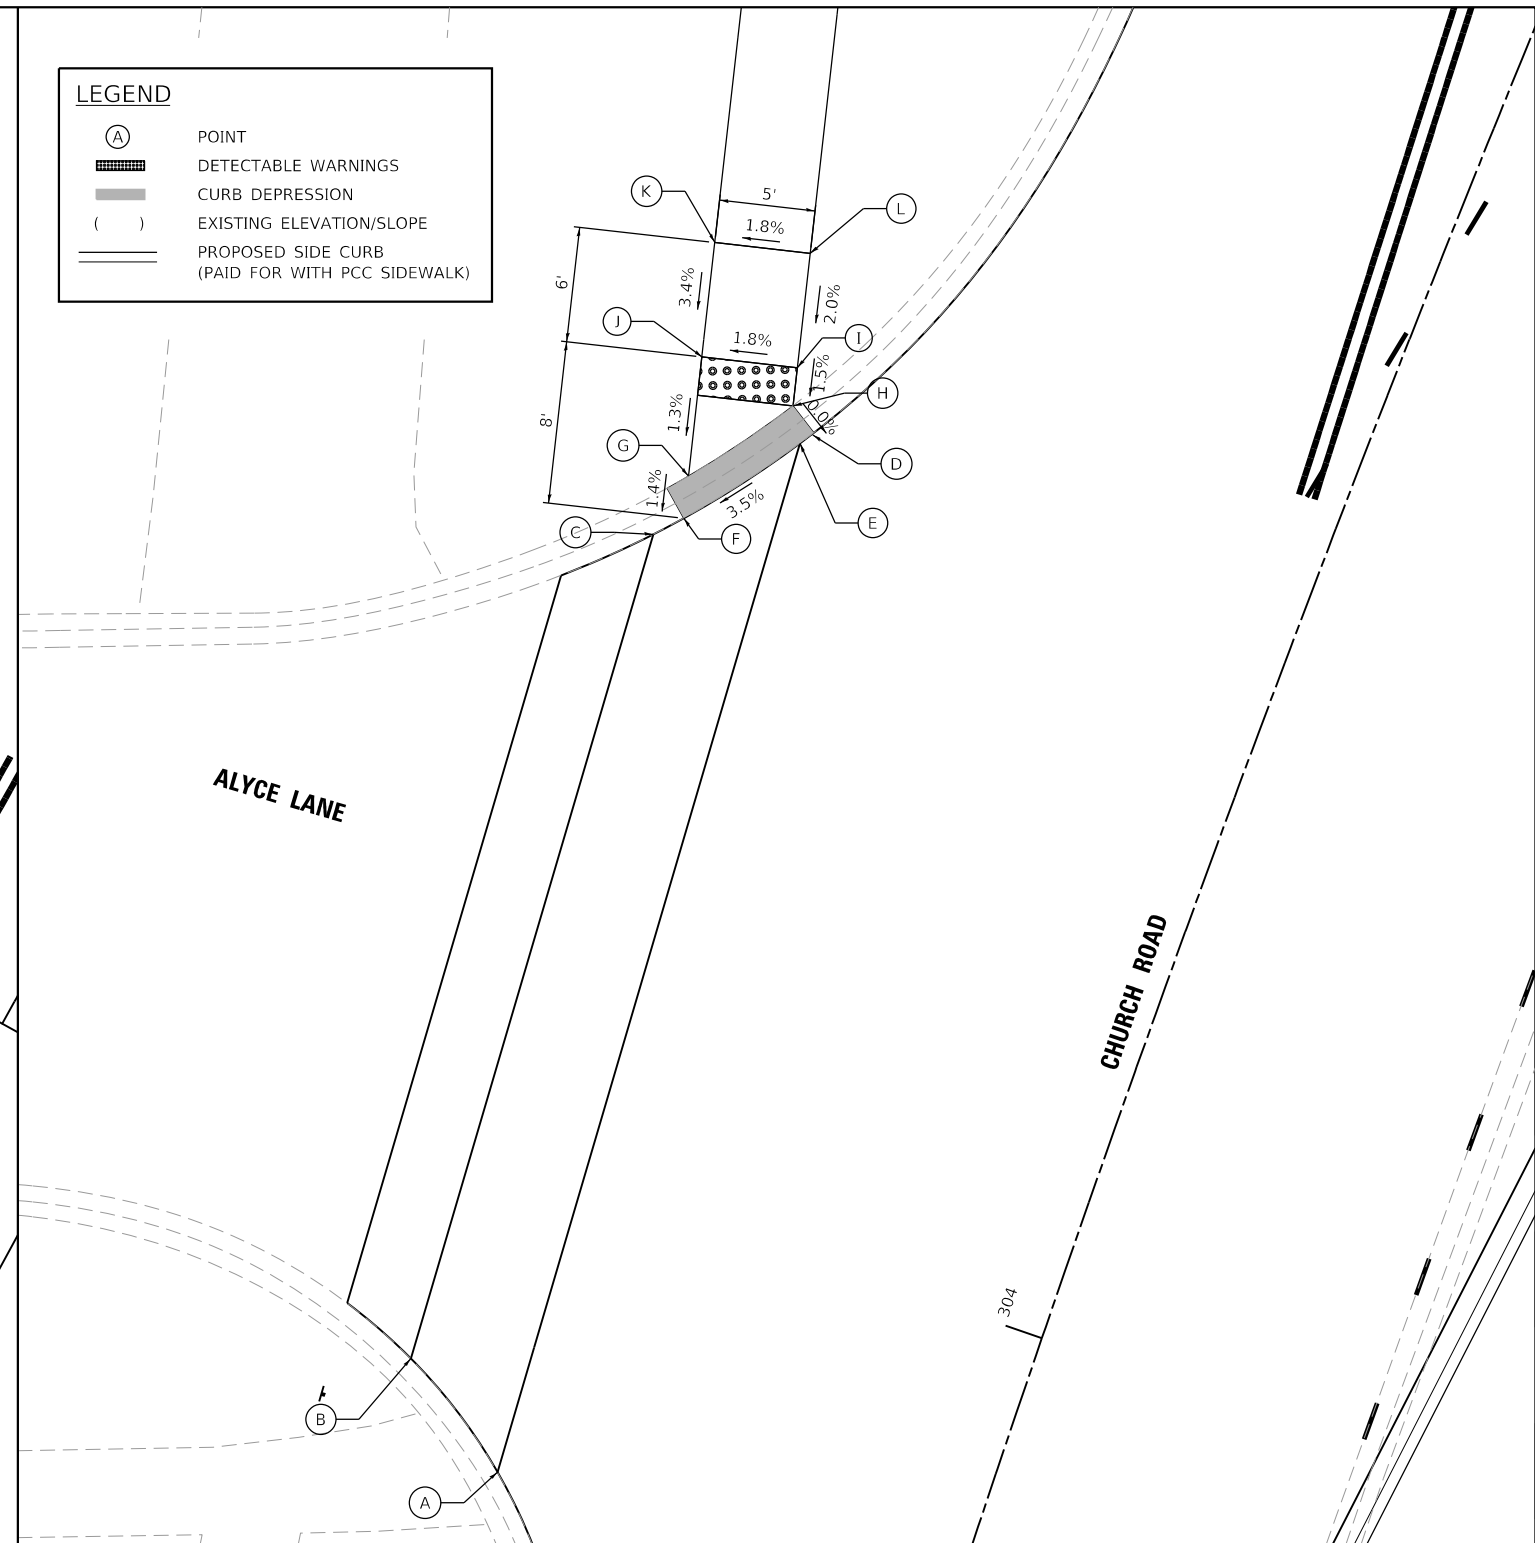 LEGEND
A POINT
DETECTABLE WARNINGS
CURB DEPRESSION
( ) EXISTING ELEVATION/SLOPE
PROPOSED SIDE CURB
(PAID FOR WITH PCC SIDEWALK)
K
5'
L
1.8%
6'
3.4%
2.0%
J
1.8%
I
1.5%
H
8'
1.3%
0.0%
G
D
1.4%
3.5%
C
F
E
ALYCE LANE
CHURCH ROAD
304
B
A